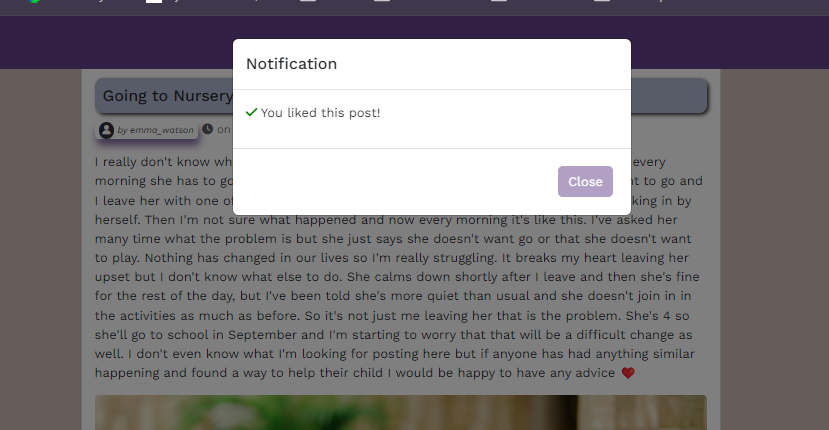 Notification
✓ You liked this post!
Close
Going to Nursery
by emma_watson on
I really don't know every
morning she has to go t to go and
I leave her with one of king in by
herself. Then I'm not sure what happened and now every morning it's like this. I've asked her
many time what the problem is but she just says she doesn't want go or that she doesn't want
to play. Nothing has changed in our lives so I'm really struggling. It breaks my heart leaving her
upset but I don't know what else to do. She calms down shortly after I leave and then she's fine
for the rest of the day, but I've been told she's more quiet than usual and she doesn't join in in
the activities as much as before. So it's not just me leaving her that is the problem. She's 4 so
she'll go to school in September and I'm starting to worry that that will be a difficult change as
well. I don't even know what I'm looking for posting here but if anyone has had anything similar
happening and found a way to help their child I would be happy to have any advice ❤️